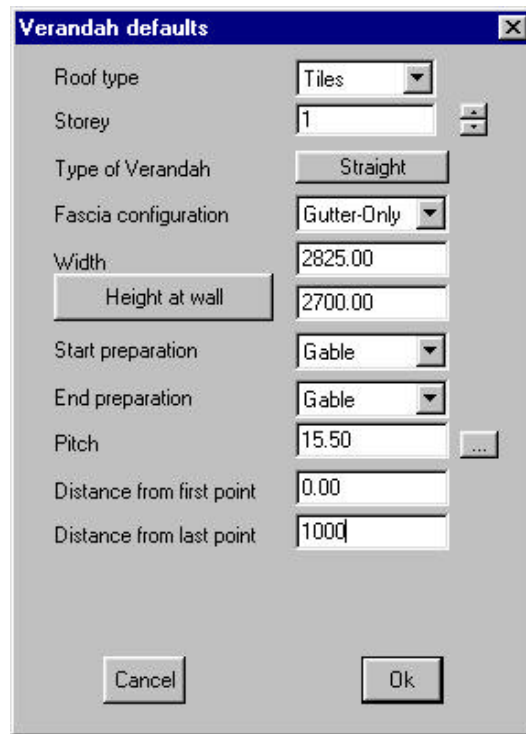 Verandah defaults
Roof type Tiles
Storey 1
Type of Verandah Straight
Fascia configuration Gutter-Only
Width 2825.00
Height at wall 2700.00
Start preparation Gable
End preparation Gable
Pitch 15.50 ...
Distance from first point 0.00
Distance from last point 1000
Cancel Ok